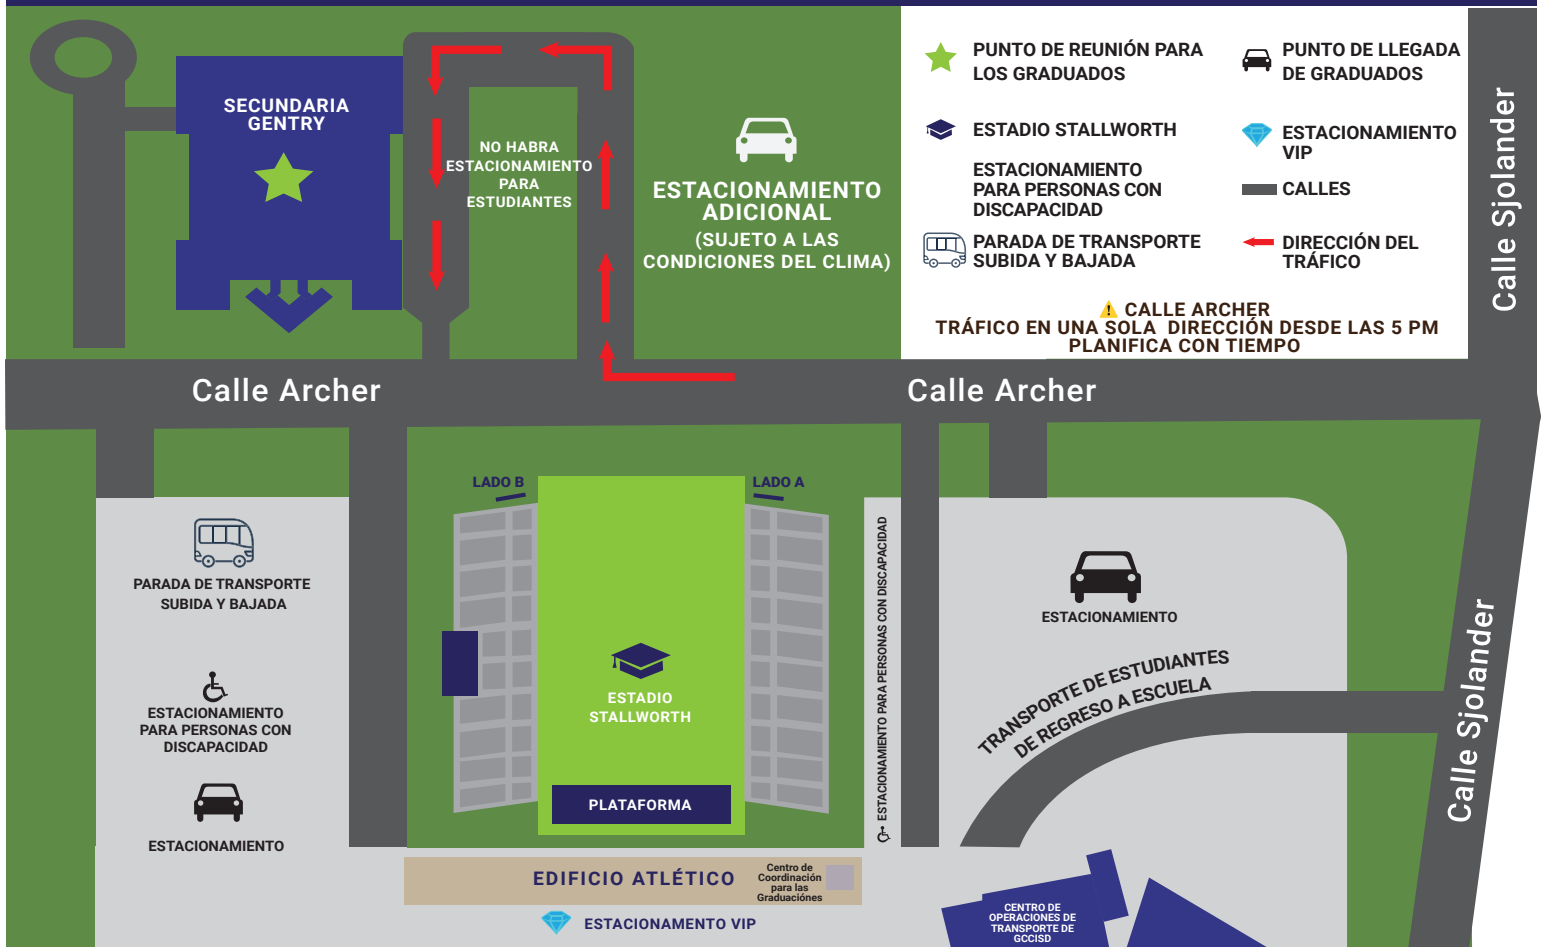 SECUNDARIA
GENTRY
NO HABRA
ESTACIONAMIENTO
PARA
ESTUDIANTES
ESTACIONAMIENTO
ADICIONAL
(SUJETO A LAS
CONDICIONES DEL CLIMA)
PUNTO DE REUNIÓN PARA
LOS GRADUADOS
ESTADIO STALLWORTH
ESTACIONAMIENTO
PARA PERSONAS CON
DISCAPACIDAD
PARADA DE TRANSPORTE
SUBIDA Y BAJADA
PUNTO DE LLEGADA
DE GRADUADOS
ESTACIONAMIENTO
VIP
CALLES
DIRECCIÓN DEL
TRÁFICO
CALLE ARCHER
TRÁFICO EN UNA SOLA DIRECCIÓN DESDE LAS 5 PM
PLANIFICA CON TIEMPO
Calle Sjolander
Calle Archer
Calle Archer
PARADA DE TRANSPORTE
SUBIDA Y BAJADA
ESTACIONAMIENTO
PARA PERSONAS CON
DISCAPACIDAD
ESTACIONAMIENTO
LADO B
LADO A
ESTADIO
STALLWORTH
PLATAFORMA
ESTACIONAMIENTO PARA PERSONAS CON DISCAPACIDAD
ESTACIONAMIENTO
TRANSPORTE DE ESTUDIANTES
DE REGRESO A ESCUELA
Calle Sjolander
EDIFICIO ATLÉTICO
Centro de
Coordinación
para las
Graduaciónes
ESTACIONAMENTO VIP
CENTRO DE
OPERACIONES DE
TRANSPORTE DE
GCCISD